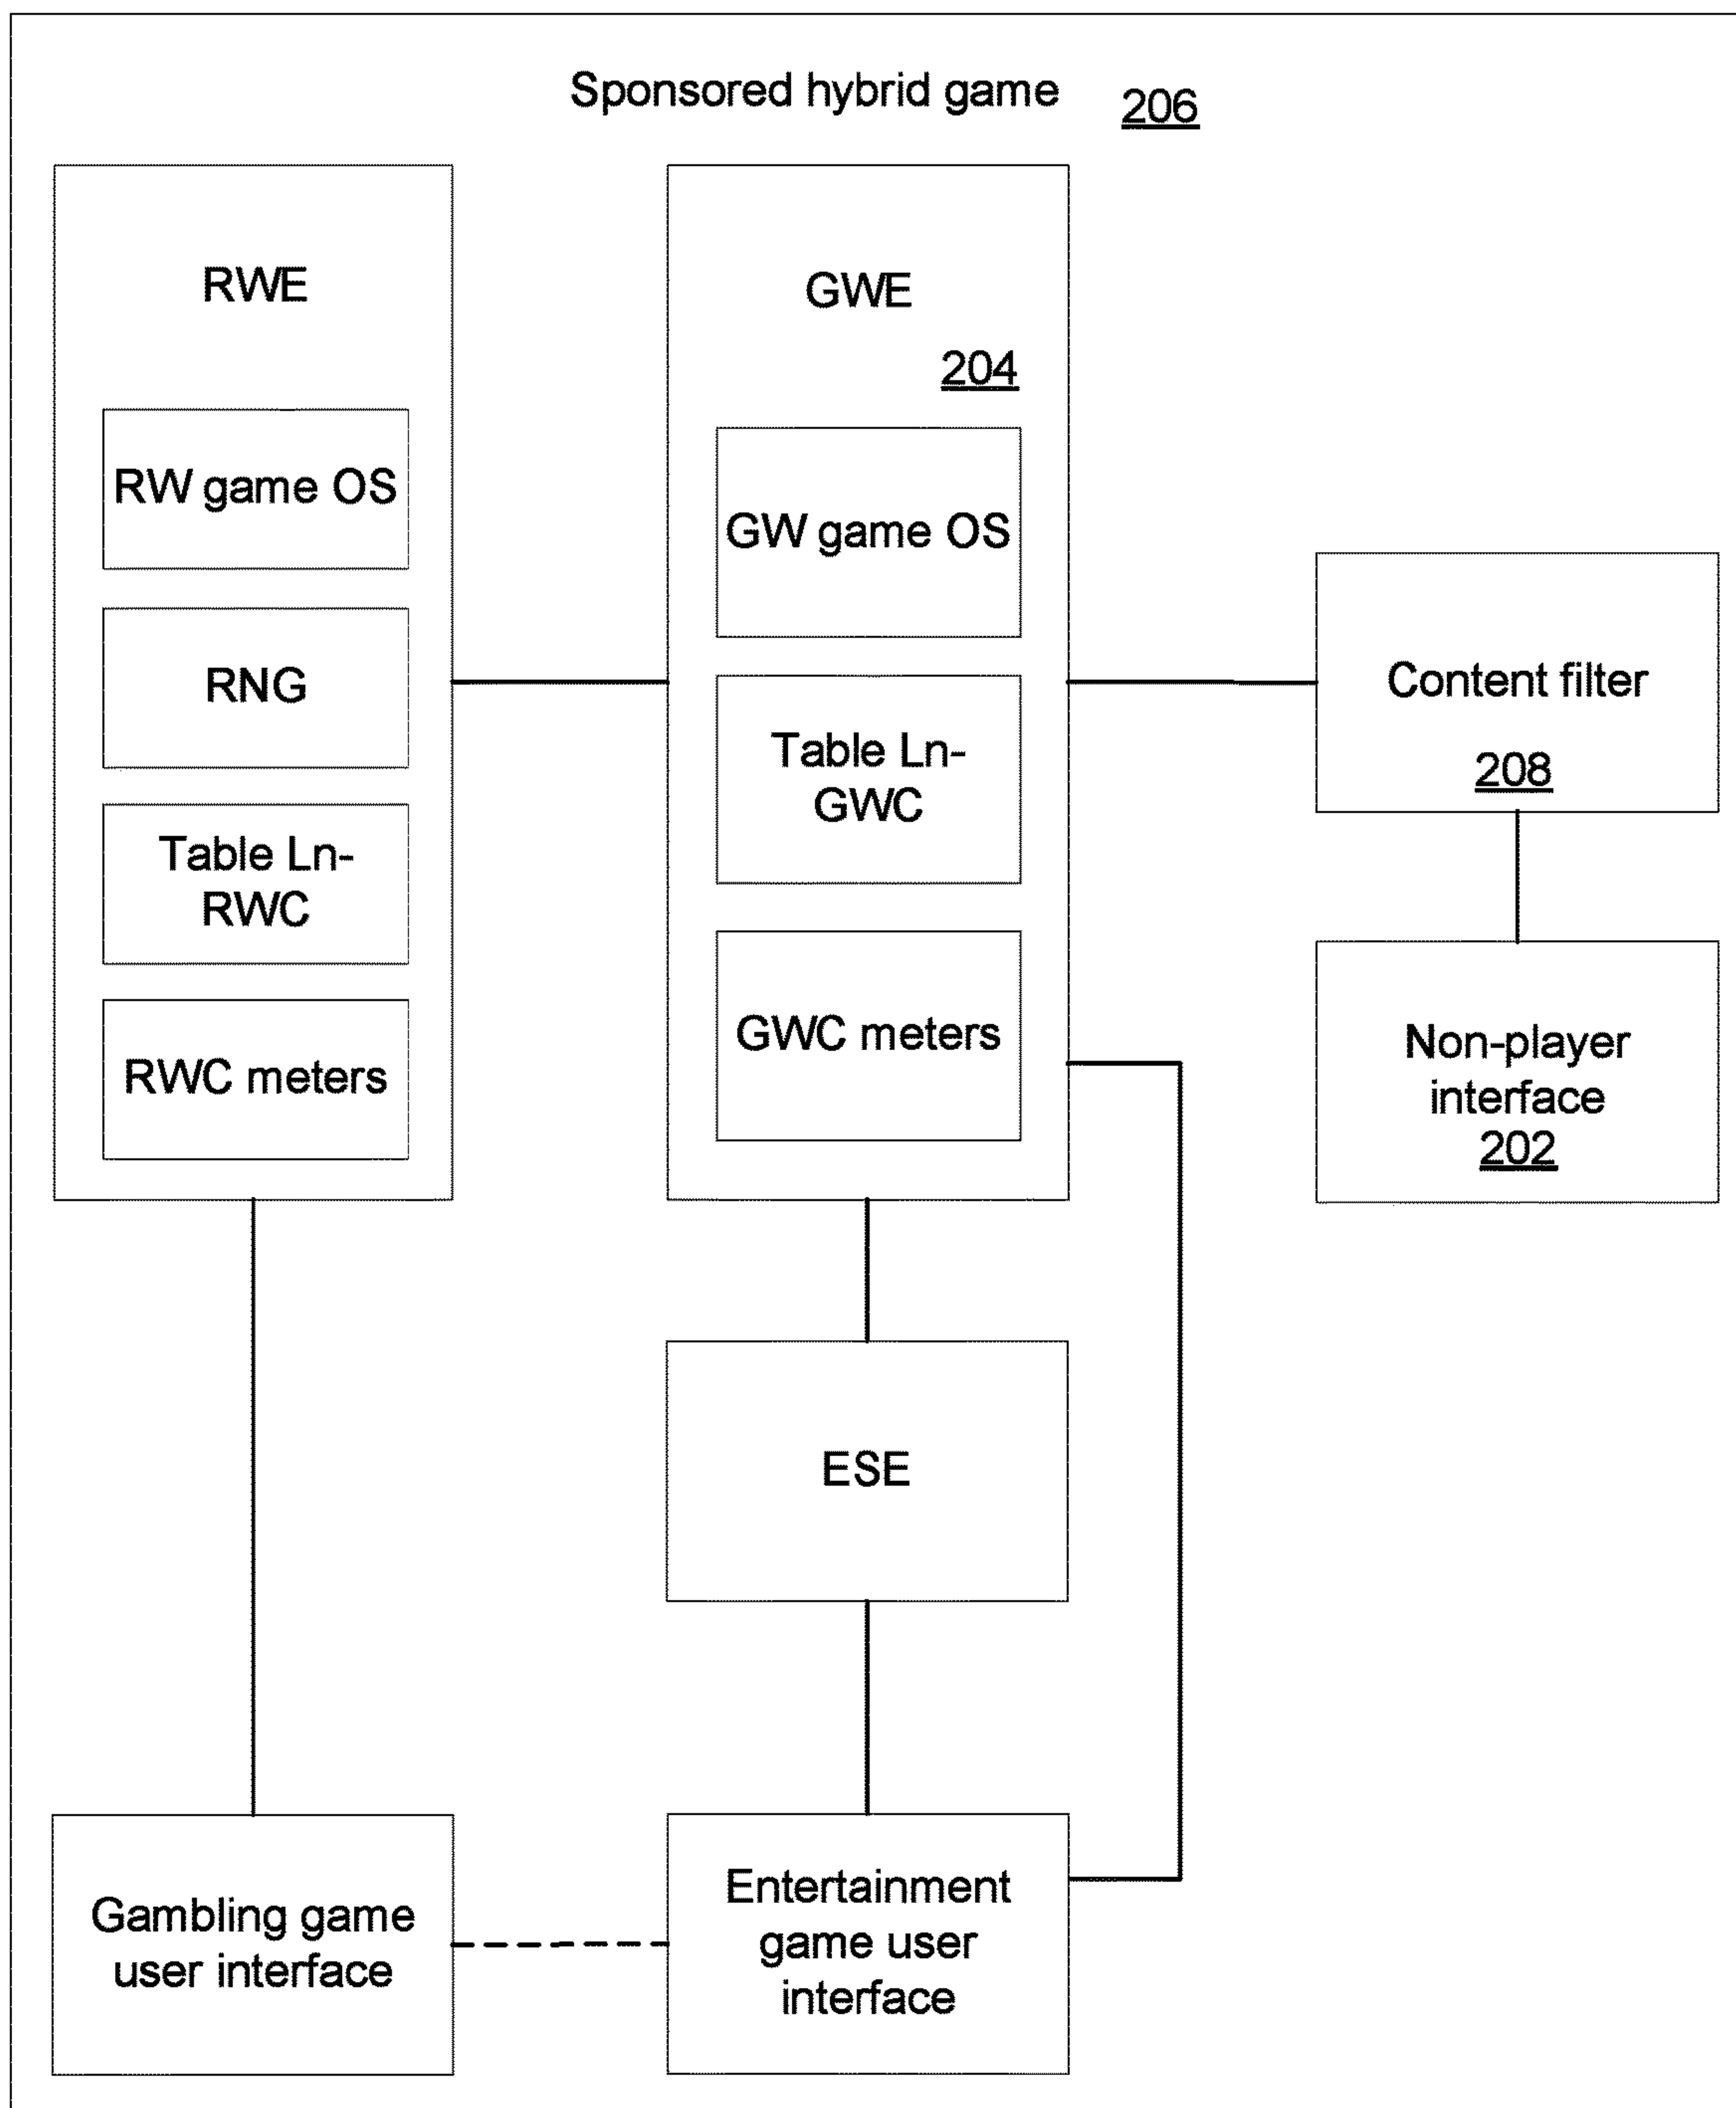 Sponsored hybrid game 206
RWE
RW game OS
RNG
Table Ln-
RWC
RWC meters
GWE
204
GW game OS
Table Ln-
GWC
GWC meters
Content filter
208
Non-player
interface
202
ESE
Gambling game
user interface
Entertainment
game user
interface